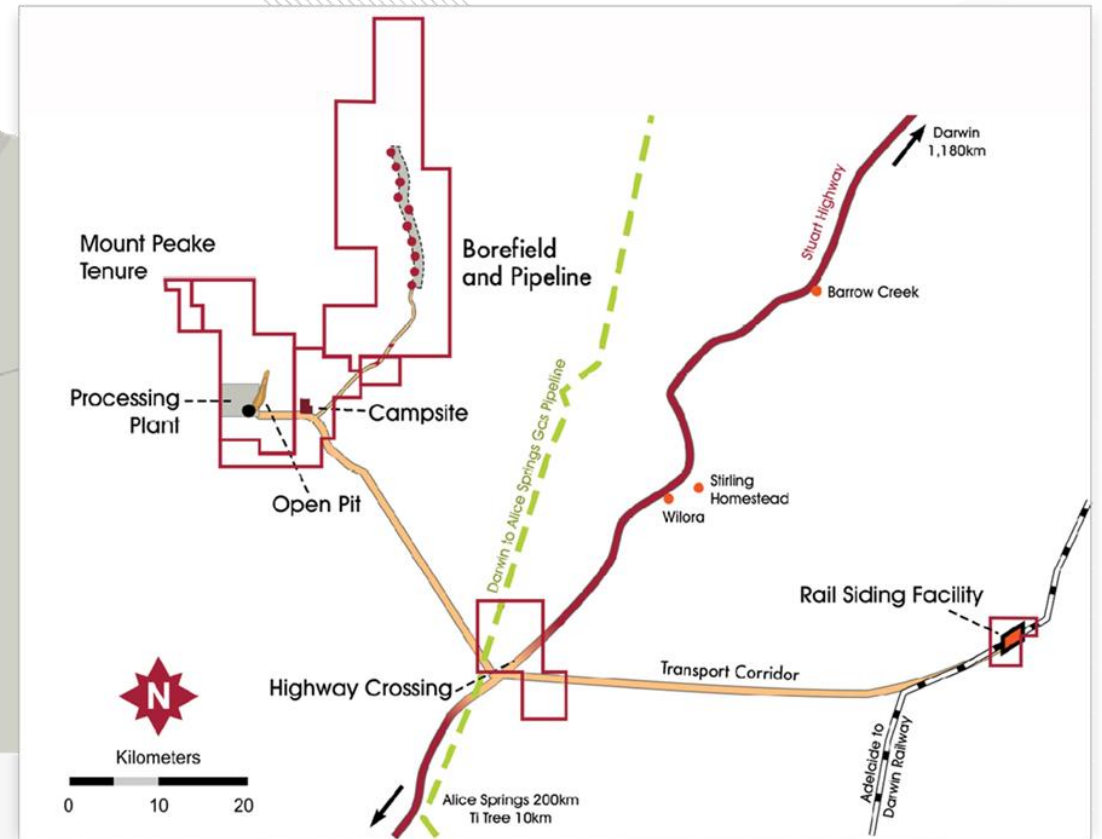 Darwin
1,180km
Stuart Highway
Mount Peake
Tenure
Borefield
and Pipeline
Barrow Creek
Processing
Plant
Campsite
Darwin to Alice Springs Gas Pipeline
Open Pit
Stirling
Homestead
Wilora
Rail Siding Facility
Transport Corridor
Highway Crossing
N
Kilometers
0 10 20
Adelaide to
Darwin Railway
Alice Springs 200km
Ti Tree 10km